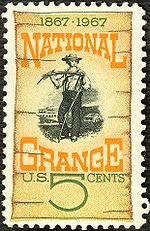 1867-1967
NATIONAL
GRANGE
U.S. 5 CENTS